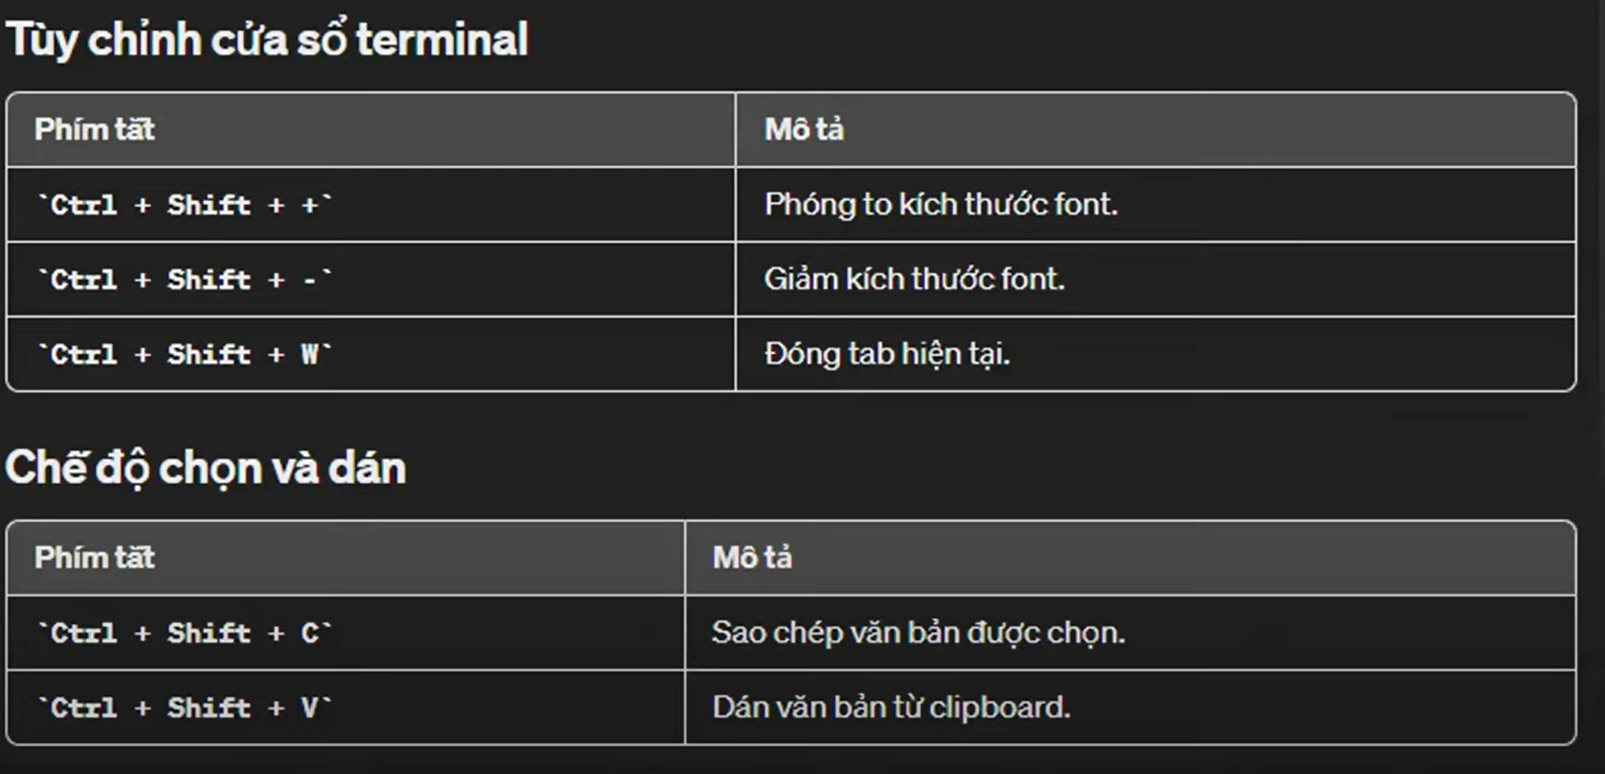 Tùy chỉnh cửa sổ terminal
Phím tắt Mô tả
`Ctrl + Shift + +` Phóng to kích thước font.
`Ctrl + Shift + -` Giảm kích thước font.
`Ctrl + Shift + W` Đóng tab hiện tại.
Chế độ chọn và dán
Phím tắt Mô tả
`Ctrl + Shift + C` Sao chép văn bản được chọn.
`Ctrl + Shift + V` Dán văn bản từ clipboard.